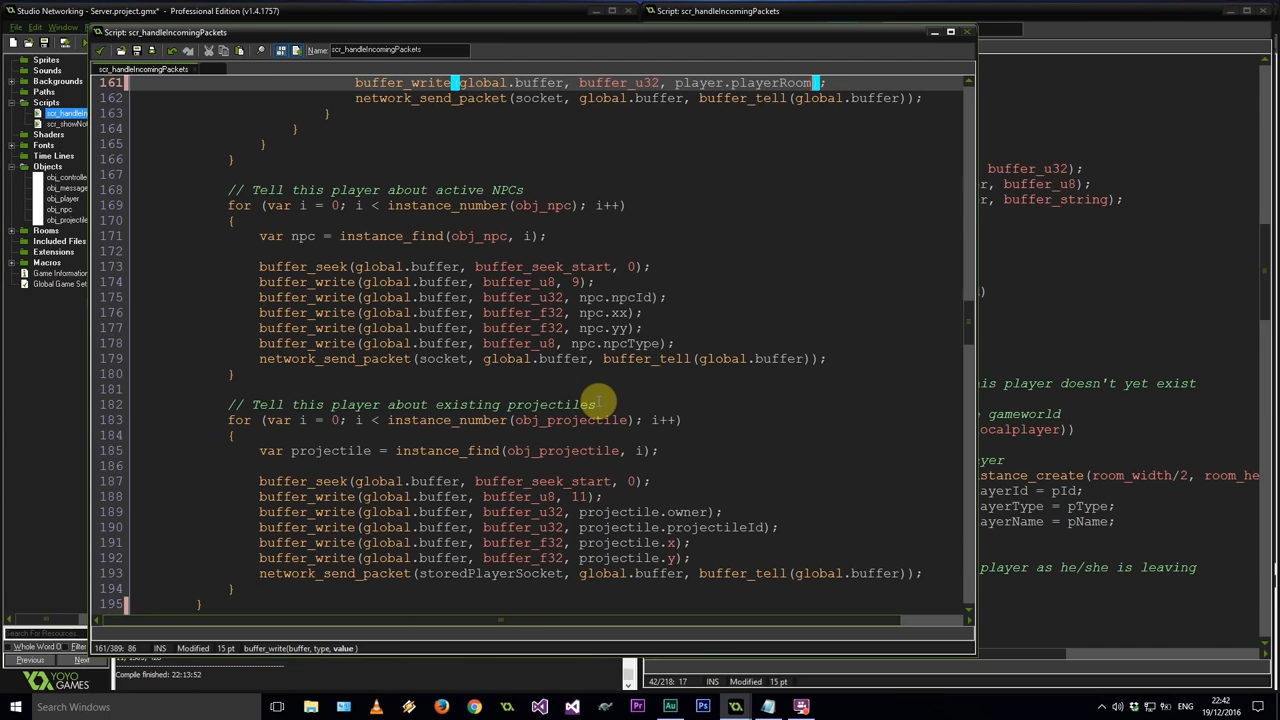 Studio Networking - Server.project.gmx* - Professional Edition (v1.4.1757)
File Edit Window
Sprites
Sounds
Backgrounds
Paths
Scripts
scr_handleIn
scr_showNot
Shaders
Fonts
Time Lines
Objects
obj_controlle
obj_message
obj_player
obj_npc
obj_projectile
Rooms
Included Files
Extensions
Macros
Game Information
Global Game Set
Search For Resources
Whole Word O
Filter
Previous
Next
YOYO
GAMES
Compile finished: 22:13:52
Script: scr_handleIncomingPackets
Name: scr_handleIncomingPackets
scr_handleIncomingPackets
161 buffer_write(global.buffer, buffer_u32, player.playerRoom);
162 network_send_packet(socket, global.buffer, buffer_tell(global.buffer));
163 }
164 }
165 }
166 }
167
168 // Tell this player about active NPCs
169 for (var i = 0; i < instance_number(obj_npc); i++)
170 {
171 var npc = instance_find(obj_npc, i);
172
173 buffer_seek(global.buffer, buffer_seek_start, 0);
174 buffer_write(global.buffer, buffer_u8, 9);
175 buffer_write(global.buffer, buffer_u32, npc.npcId);
176 buffer_write(global.buffer, buffer_f32, npc.xx);
177 buffer_write(global.buffer, buffer_f32, npc.yy);
178 buffer_write(global.buffer, buffer_u8, npc.npcType);
179 network_send_packet(socket, global.buffer, buffer_tell(global.buffer));
180 }
181
182 // Tell this player about existing projectiles
183 for (var i = 0; i < instance_number(obj_projectile); i++)
184 {
185 var projectile = instance_find(obj_projectile, i);
186
187 buffer_seek(global.buffer, buffer_seek_start, 0);
188 buffer_write(global.buffer, buffer_u8, 11);
189 buffer_write(global.buffer, buffer_u32, projectile.owner);
190 buffer_write(global.buffer, buffer_u32, projectile.projectileId);
191 buffer_write(global.buffer, buffer_f32, projectile.x);
192 buffer_write(global.buffer, buffer_f32, projectile.y);
193 network_send_packet(storedPlayerSocket, global.buffer, buffer_tell(global.buffer));
194 }
195 }
161/389: 86 INS Modified 15 pt buffer_write(buffer, type, value )
Script: scr_handleIncomingPackets
buffer_u32);
r, buffer_u8);
r, buffer_string);
d)
his player doesn't yet exist
gameworld
ocalplayer))
yer
stance_create(room_width/2, room_he
ayerId = pId;
ayerType = pType;
ayerName = pName;
player as he/she is leaving
42/218: 17 INS Modified 15 pt
Search Windows
Pr
Au
Ps
ENG
22:42
19/12/2016